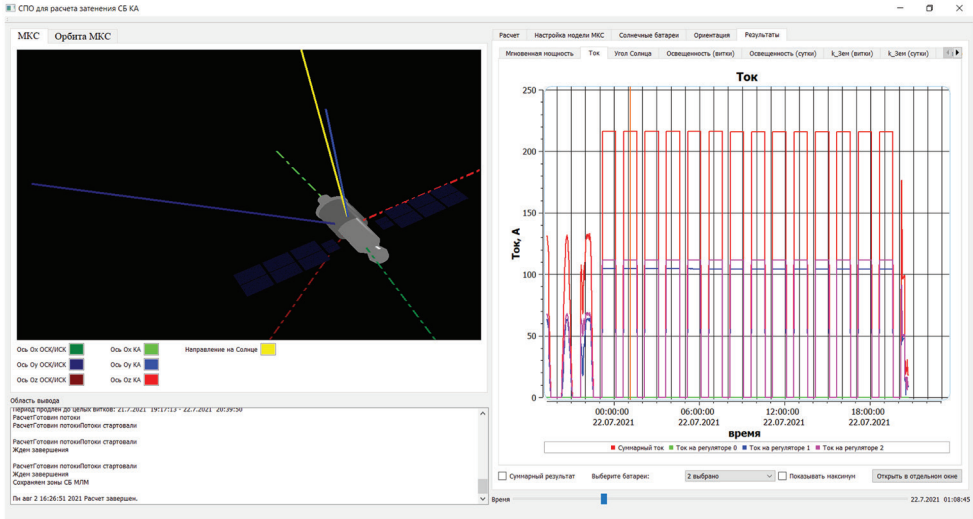 СПО для расчета затенения СБ КА
МКС Орбита МКС
Ось Ox ОСК/ИСК Ось Ox КА Направление на Солнце
Ось Oy ОСК/ИСК Ось Oy КА
Ось Oz ОСК/ИСК Ось Oz КА
Область вывода
Период продлен до целых витков: 21.7.2021 19:17:13 - 22.7.2021 20:39:50
РасчетГотовим потоки
РасчетГотовим потокиПотоки стартовали
РасчетГотовим потокиПотоки стартовали
Ждем завершения
РасчетГотовим потокиПотоки стартовали
Ждем завершения
Сохраняем зоны СБ МЛМ
Пн авг 2 16:26:51 2021 Расчет завершен.
Расчет Настройка модели МКС Солнечные батареи Ориентация Результаты
Мгновенная мощность Ток Угол Солнца Освещенность (витки) Освещенность (сутки) k_Зем (витки) k_Зем (сутки)
Ток
250
200
150
100
50
0
Ток, А
00:00:00 06:00:00 12:00:00 18:00:00
22.07.2021 22.07.2021 22.07.2021 22.07.2021
время
Суммарный ток Ток на регуляторе 0 Ток на регуляторе 1 Ток на регуляторе 2
Суммарный результат Выберите батареи: 2 выбрано Показывать максимум Открыть в отдельном окне
Время 22.7.2021 01:08:45